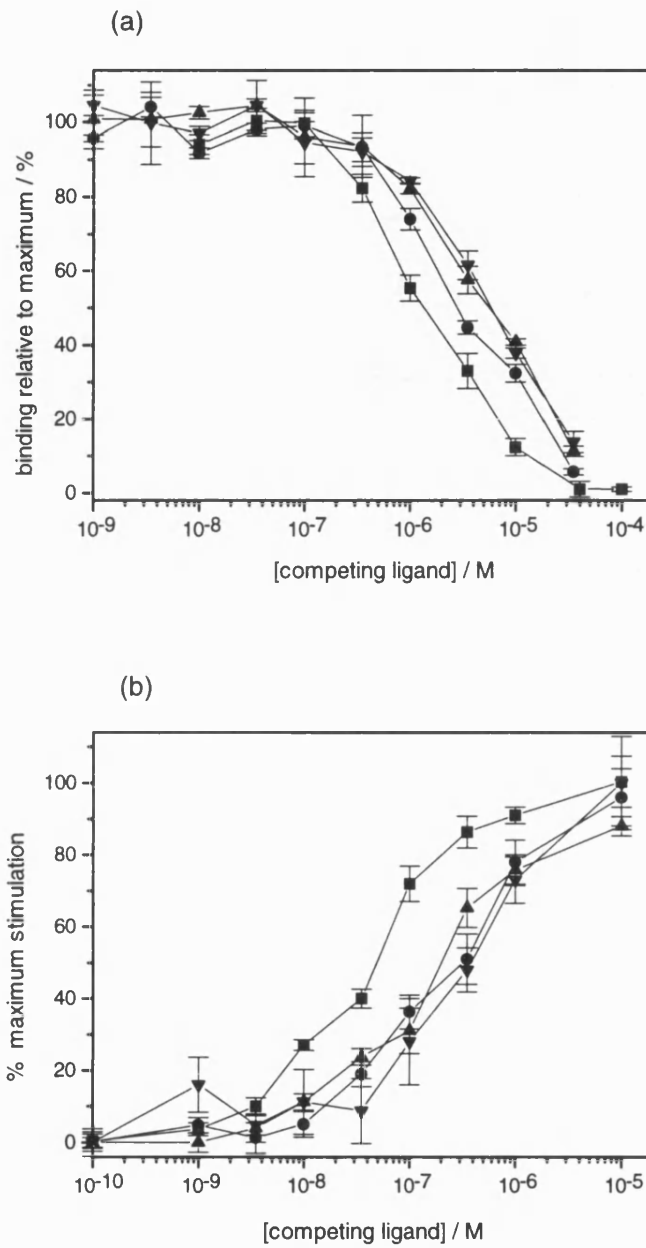 (a)
binding relative to maximum / %
100
80
60
40
20
0
10-9 10-8 10-7 10-6 10-5 10-4
[competing ligand] / M
(b)
% maximum stimulation
100
80
60
40
20
0
10-10 10-9 10-8 10-7 10-6 10-5
[competing ligand] / M